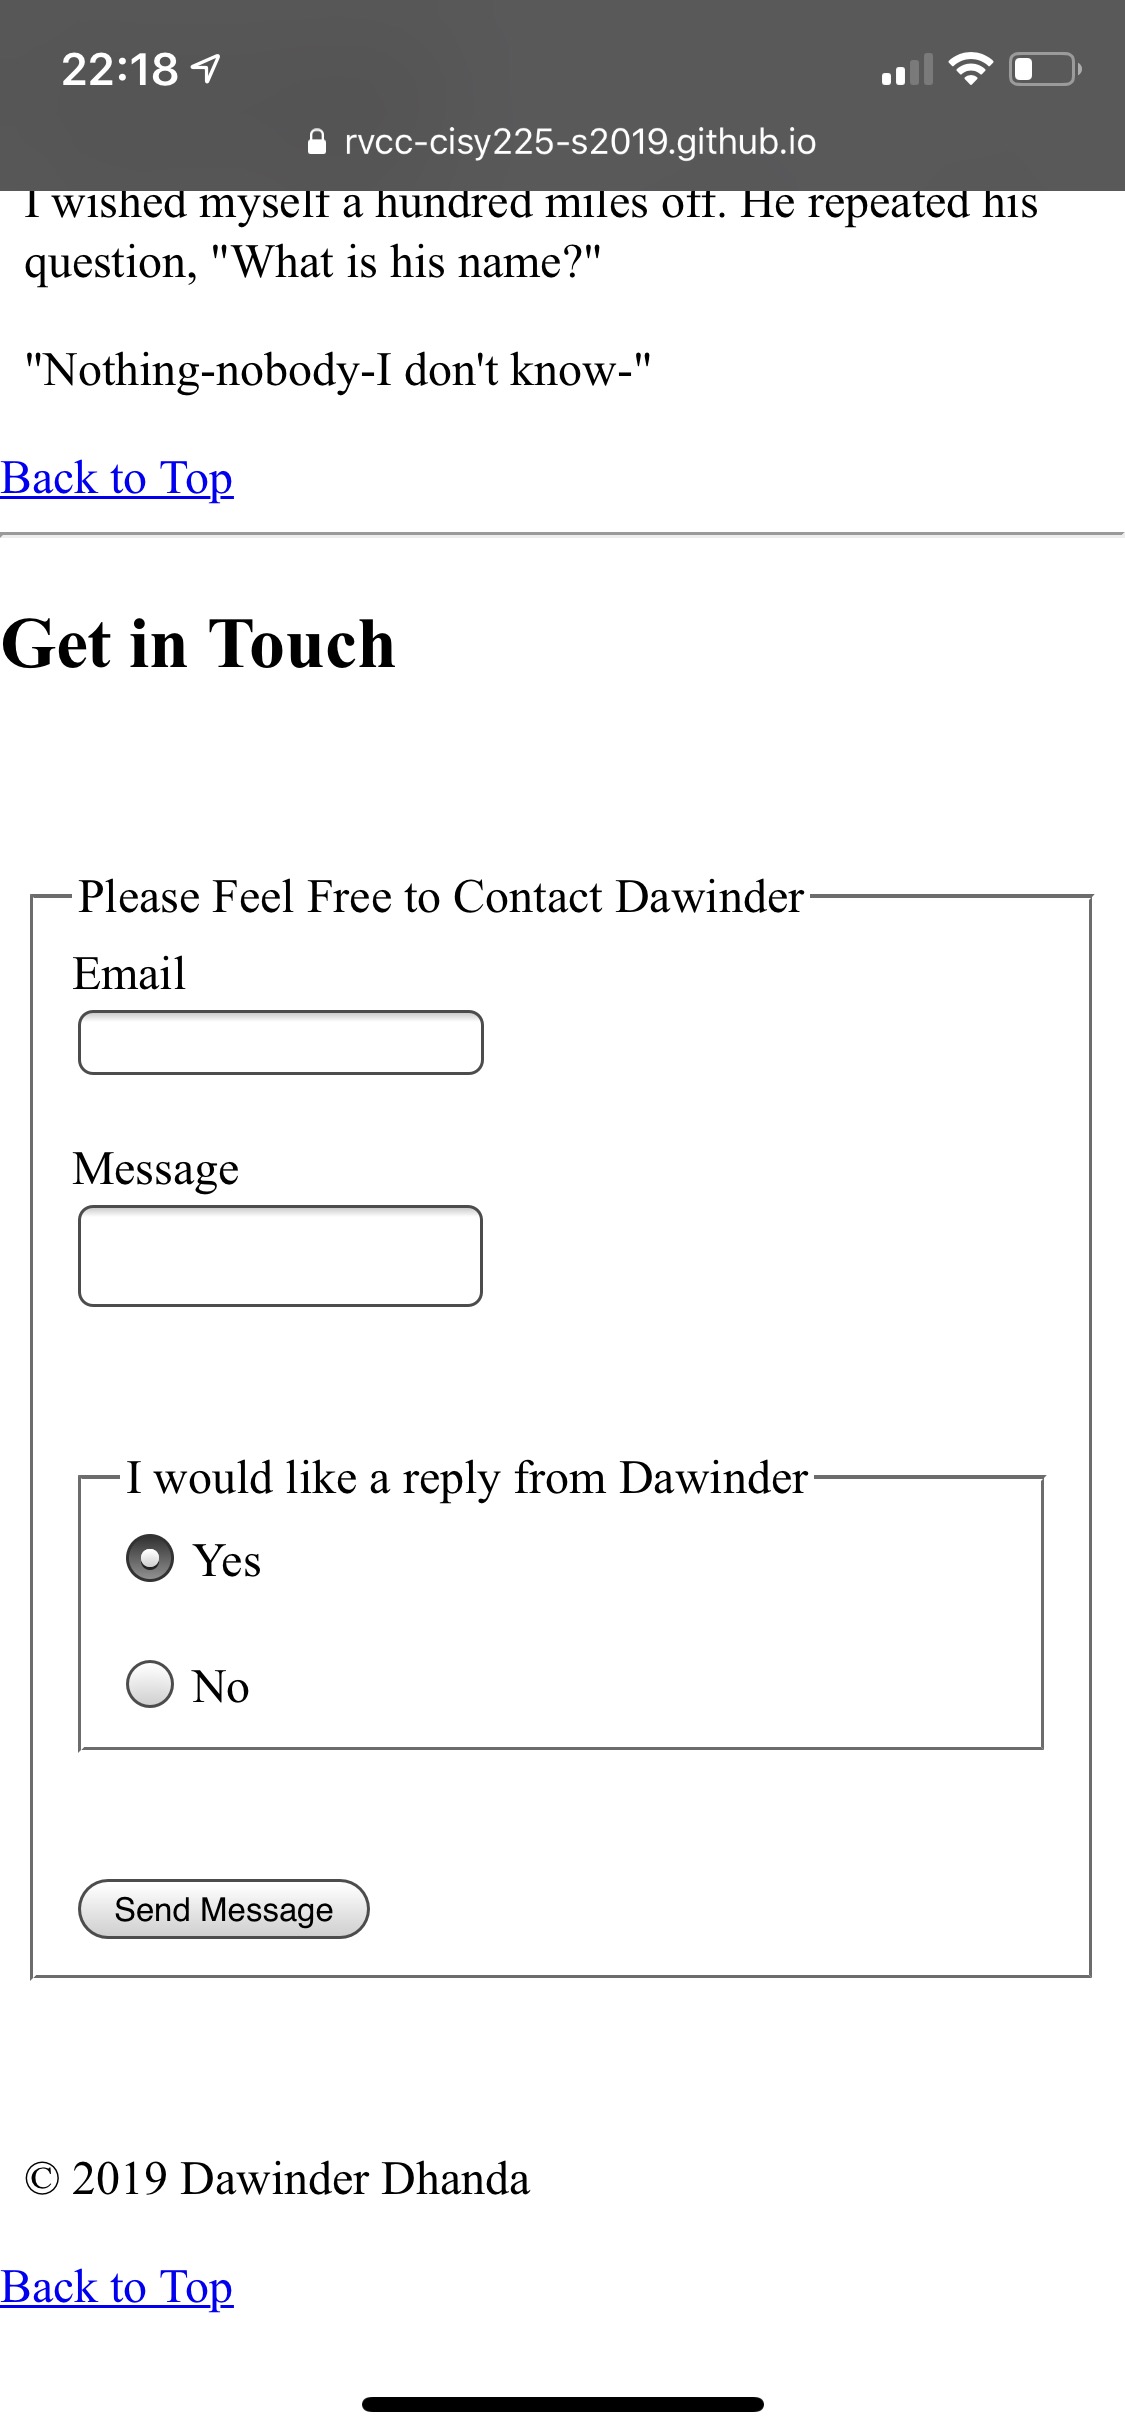 22:18
rvcc-cisy225-s2019.github.io
I wished myself a hundred miles off. He repeated his
question, "What is his name?"
"Nothing-nobody-I don't know-"
Back to Top
Get in Touch
Please Feel Free to Contact Dawinder
Email
Message
I would like a reply from Dawinder
Yes
No
Send Message
© 2019 Dawinder Dhanda
Back to Top